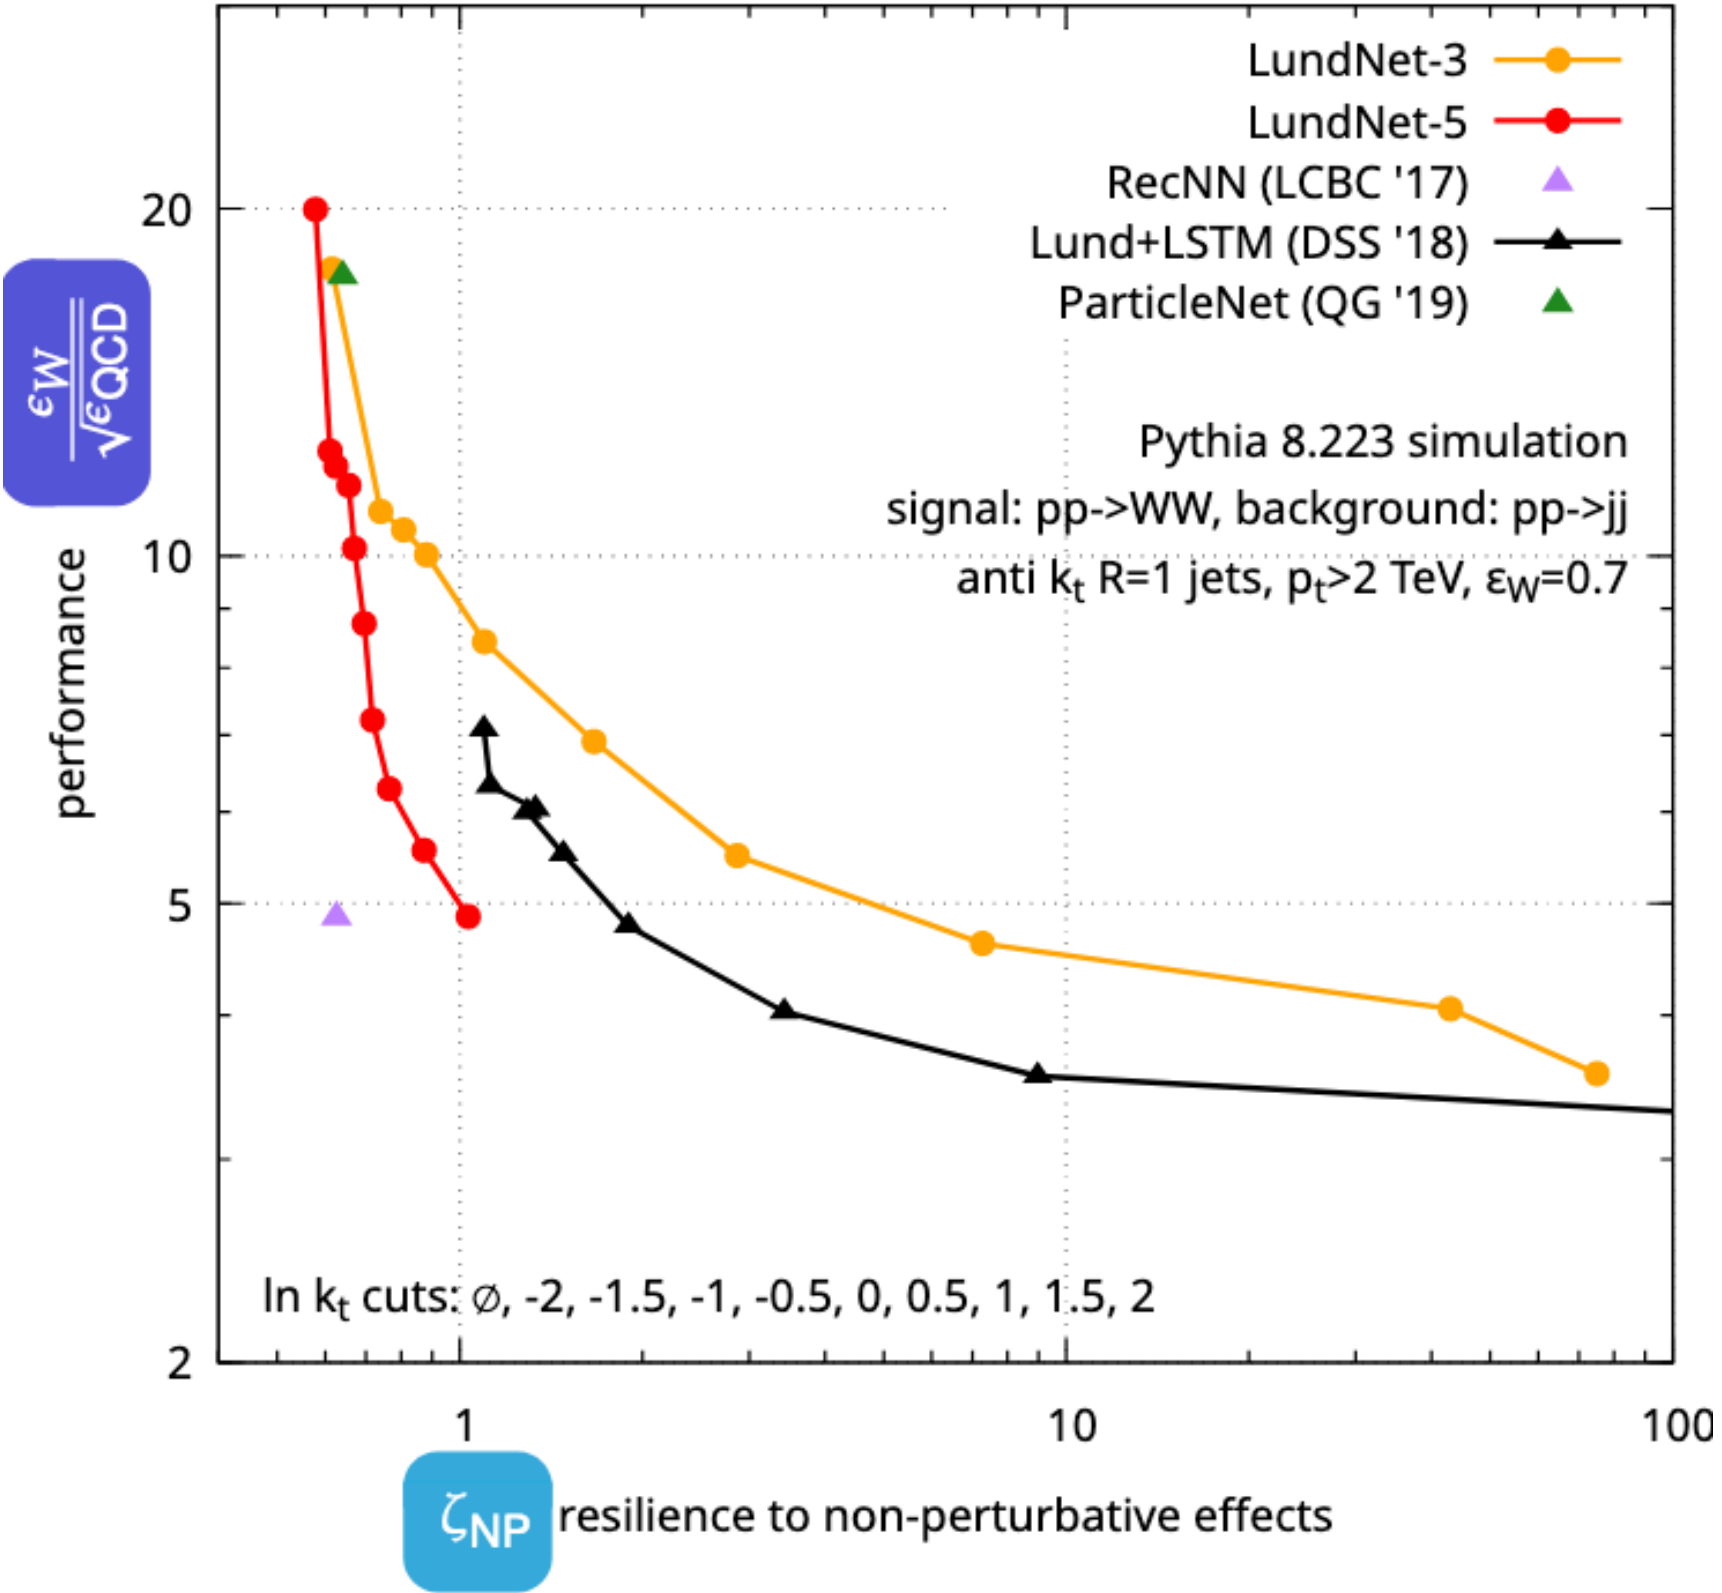 LundNet-3
LundNet-5
RecNN (LCBC '17)
Lund+LSTM (DSS '18)
ParticleNet (QG '19)
Pythia 8.223 simulation
signal: pp->WW, background: pp->jj
anti kₜ R=1 jets, pₜ>2 TeV, ε_W=0.7
20
10
5
2
ϵW
√ϵQCD
performance
ln kₜ cuts: ∅, -2, -1.5, -1, -0.5, 0, 0.5, 1, 1.5, 2
1
10
100
ζNP resilience to non-perturbative effects